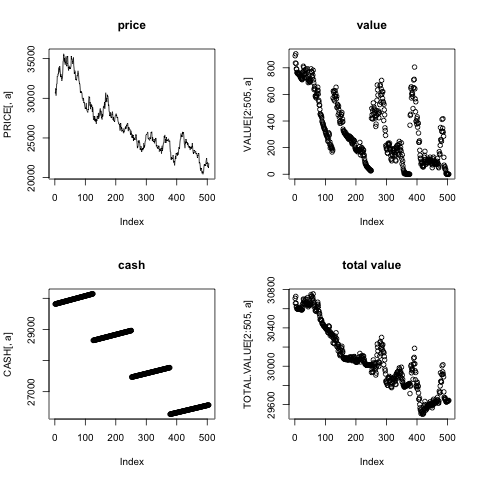 price
PRICE[, a]
35000
30000
25000
20000
0 100 200 300 400 500
Index
value
VALUE[2:505, a]
800
600
400
200
0
0 100 200 300 400 500
Index
cash
CASH[, a]
29000
27000
0 100 200 300 400 500
Index
total value
TOTAL.VALUE[2:505, a]
30800
30400
30000
29600
0 100 200 300 400 500
Index